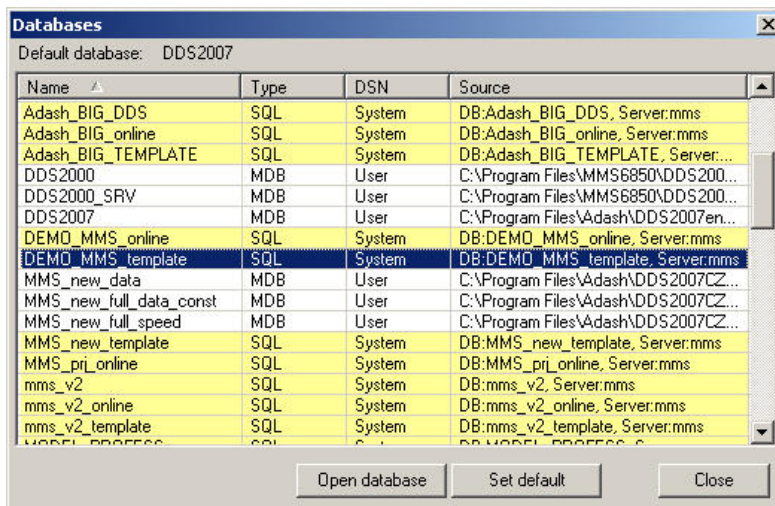 Databases
Default database: DDS2007
Name Type DSN Source
Adash_BIG_DDS SQL System DB:Adash_BIG_DDS, Server:mms
Adash_BIG_online SQL System DB:Adash_BIG_online, Server:mms
Adash_BIG_TEMPLATE SQL System DB:Adash_BIG_TEMPLATE, Server:...
DDS2000 MDB User C:\Program Files\MMS6850\DDS200...
DDS2000_SRV MDB User C:\Program Files\MMS6850\DDS200...
DDS2007 MDB User C:\Program Files\Adash\DDS2007en...
DEMO_MMS_online SQL System DB:DEMO_MMS_online, Server:mms
DEMO_MMS_template SQL System DB:DEMO_MMS_template, Server:mms
MMS_new_data MDB User C:\Program Files\Adash\DDS2007CZ...
MMS_new_full_data_const MDB User C:\Program Files\Adash\DDS2007CZ...
MMS_new_full_speed MDB User C:\Program Files\Adash\DDS2007CZ...
MMS_new_template SQL System DB:MMS_new_template, Server:mms
MMS_prj_online SQL System DB:MMS_prj_online, Server:mms
mms_v2 SQL System DB:mms_v2, Server:mms
mms_v2_online SQL System DB:mms_v2_online, Server:mms
mms_v2_template SQL System DB:mms_v2_template, Server:mms
Open database Set default Close